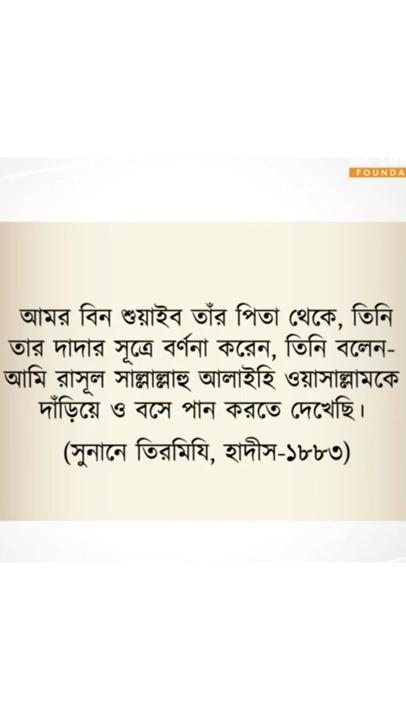 FOUNDA
আমর বিন শুয়াইব তাঁর পিতা থেকে, তিনি
তার দাদার সূত্রে বর্ণনা করেন, তিনি বলেন-
আমি রাসূল সাল্লাল্লাহু আলাইহি ওয়াসাল্লামকে
দাঁড়িয়ে ও বসে পান করতে দেখেছি।
(সুনানে তিরমিযি, হাদীস-১৮৮৩)